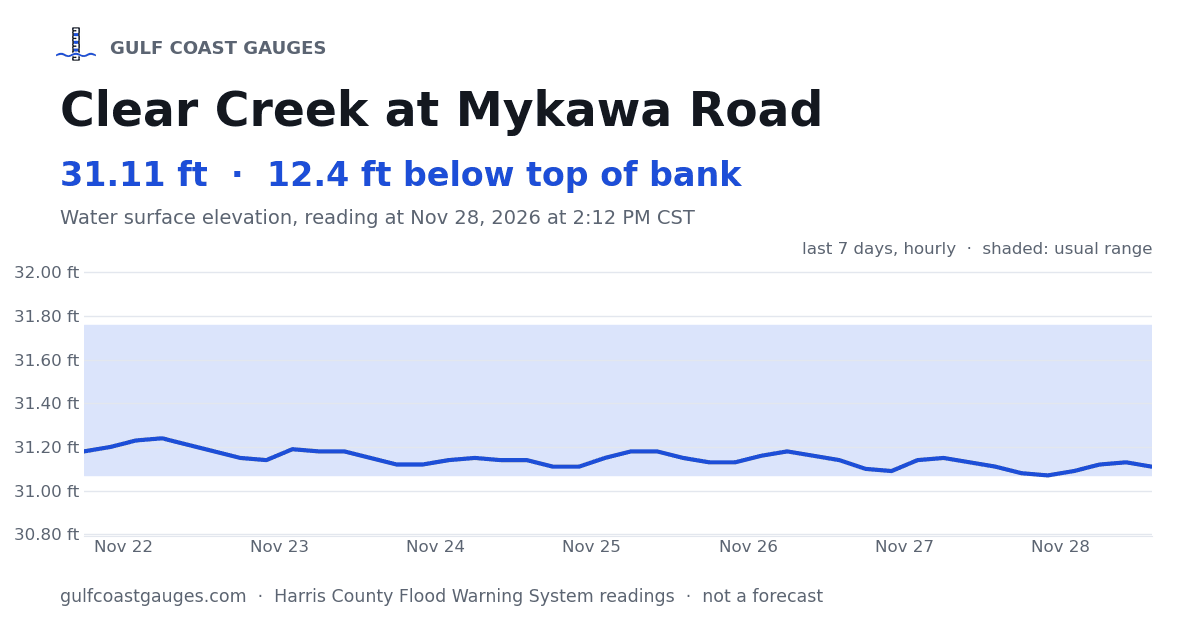 GULF COAST GAUGES
Clear Creek at Mykawa Road
31.11 ft · 12.4 ft below top of bank
Water surface elevation, reading at Nov 28, 2026 at 2:12 PM CST
last 7 days, hourly · shaded: usual range
32.00 ft
31.80 ft
31.60 ft
31.40 ft
31.20 ft
31.00 ft
30.80 ft
Nov 22 Nov 23 Nov 24 Nov 25 Nov 26 Nov 27 Nov 28
gulfcoastgauges.com · Harris County Flood Warning System readings · not a forecast